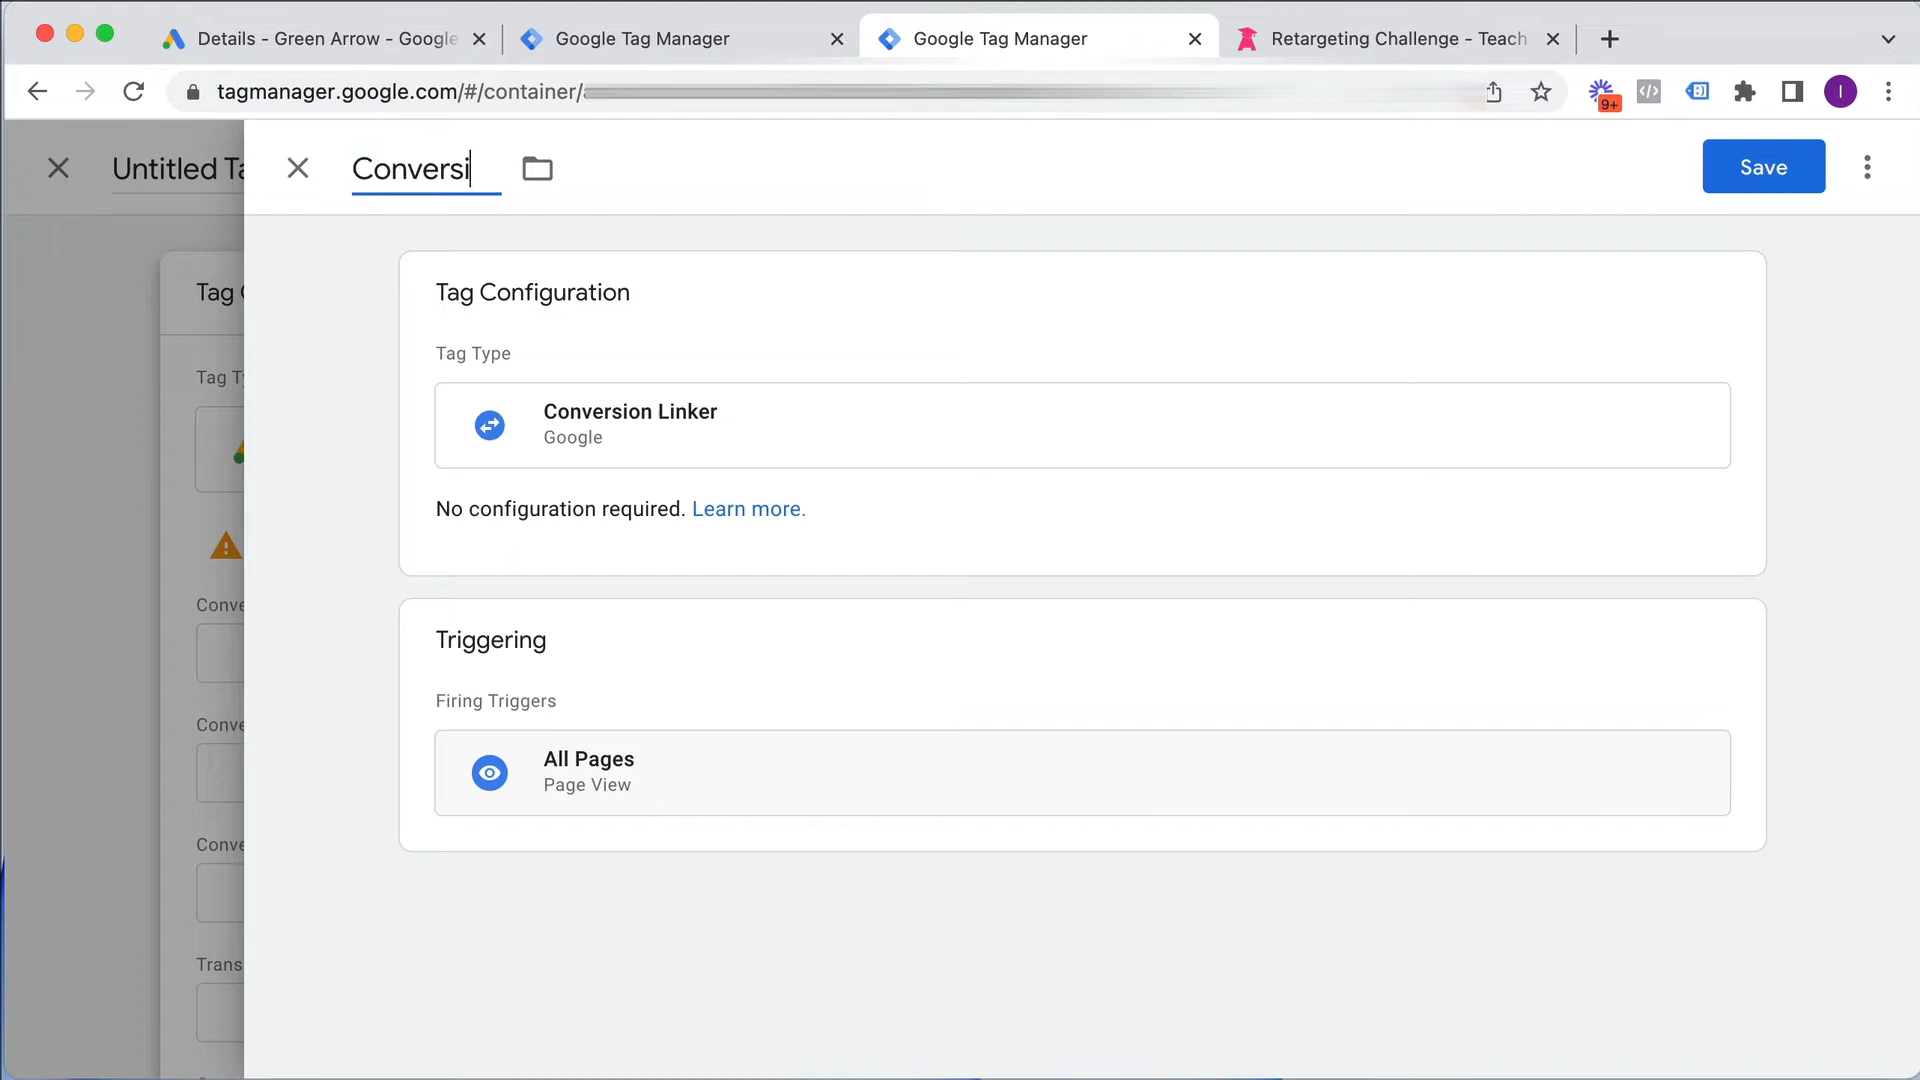 Details - Green Arrow - Google
Google Tag Manager
Google Tag Manager
Retargeting Challenge - Teach
tagmanager.google.com/#/container/
9+
I
Untitled Ta
Conversi
Save
Tag Configuration
Tag Type
Conversion Linker
Google
No configuration required. Learn more.
Triggering
Firing Triggers
All Pages
Page View
Tag
Tag Ty
Conve
Conve
Conve
Trans